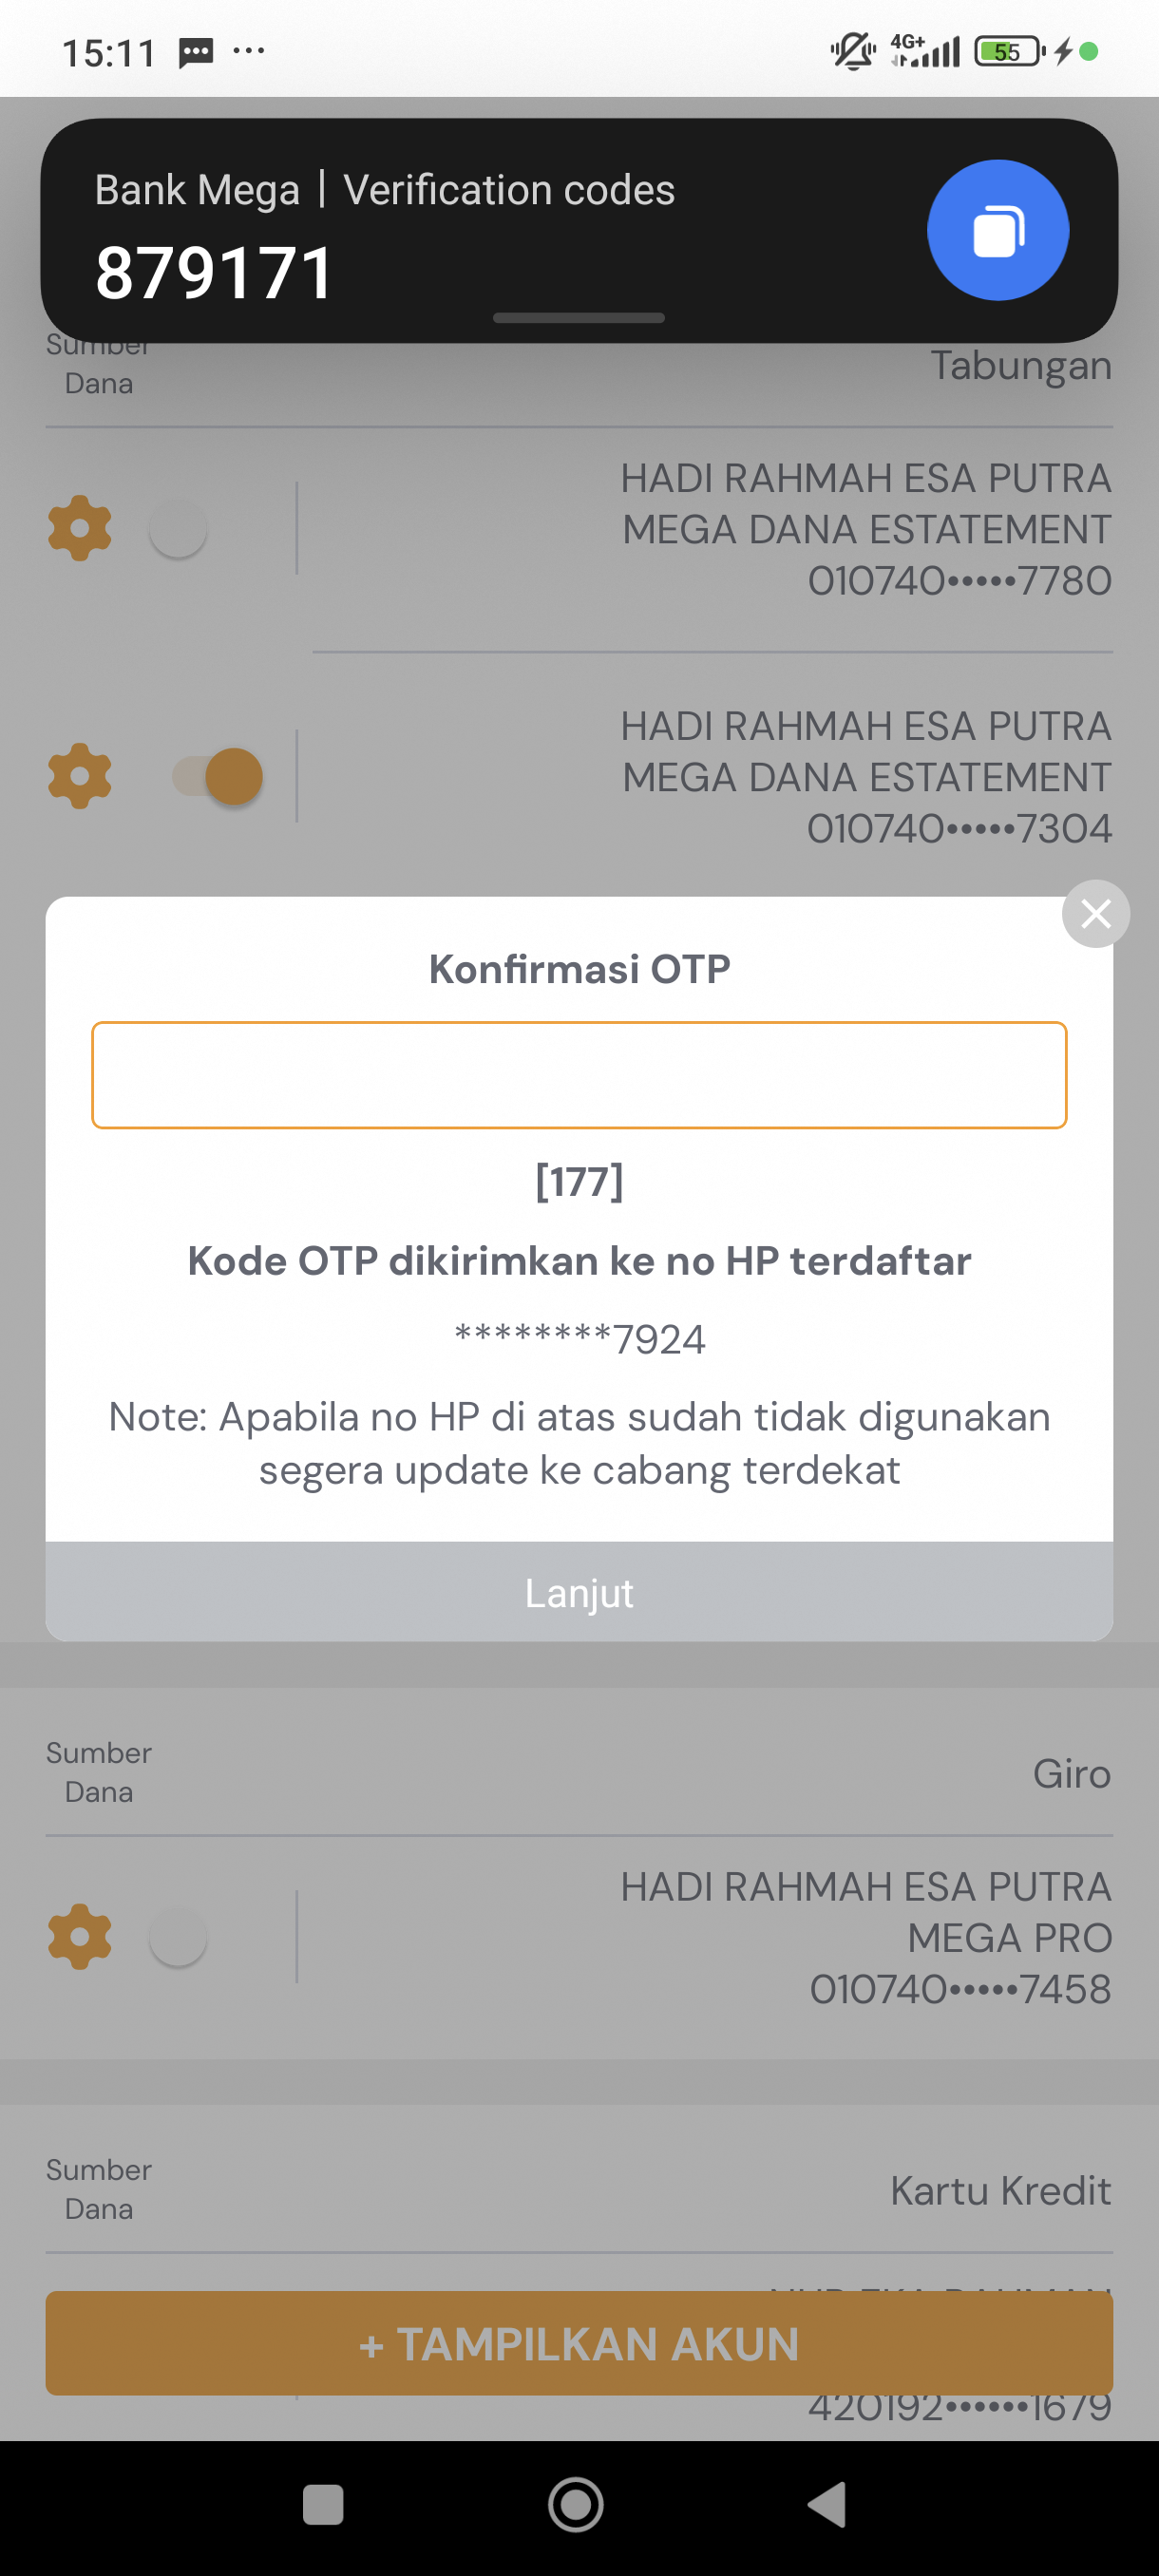 15:11
4G+
55
Bank Mega | Verification codes
879171
Sumber
Dana
Tabungan
HADI RAHMAH ESA PUTRA
MEGA DANA ESTATEMENT
010740•••••7780
HADI RAHMAH ESA PUTRA
MEGA DANA ESTATEMENT
010740•••••7304
Konfirmasi OTP
[177]
Kode OTP dikirimkan ke no HP terdaftar
********7924
Note: Apabila no HP di atas sudah tidak digunakan
segera update ke cabang terdekat
Lanjut
Sumber
Dana
Giro
HADI RAHMAH ESA PUTRA
MEGA PRO
010740•••••7458
Sumber
Dana
Kartu Kredit
+ TAMPILKAN AKUN
420192••••••1679